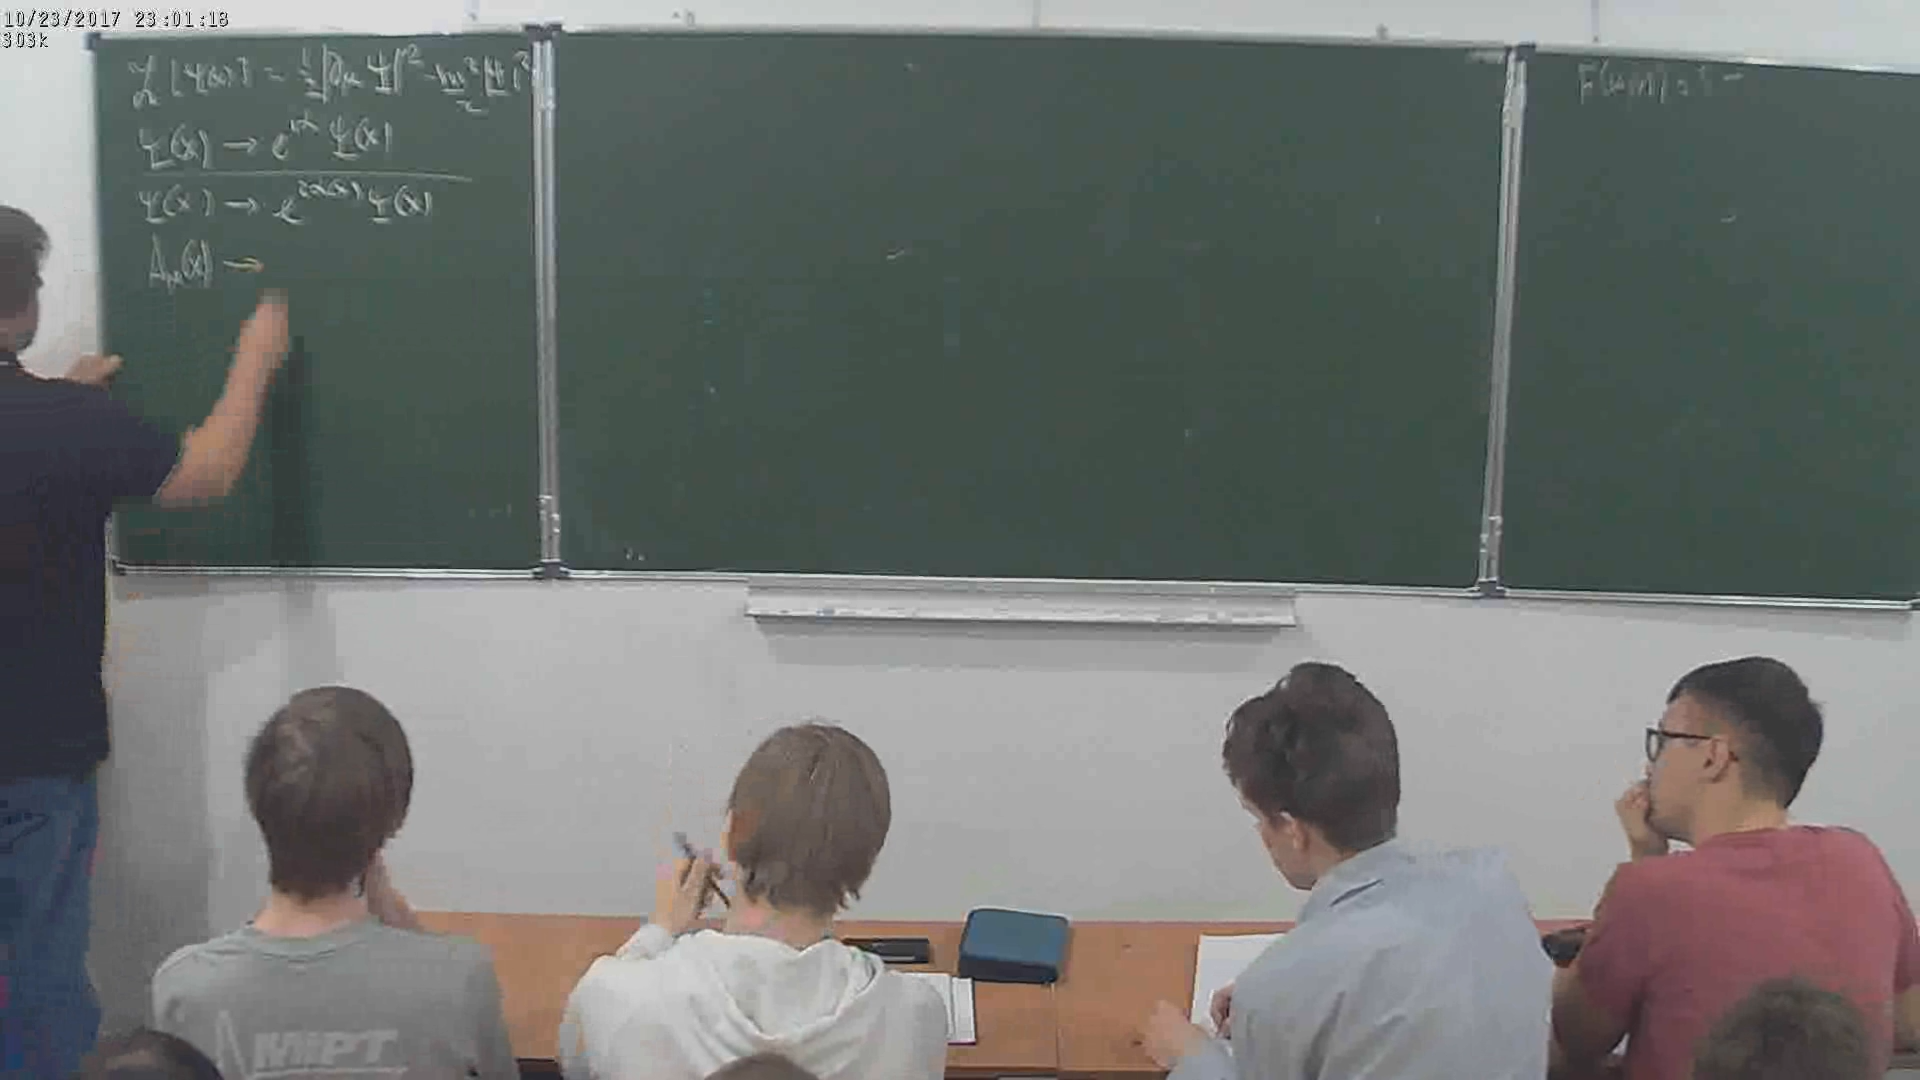 10/23/2017 23:01:18
303k
ℒ[Ψ(x)] = ½|∂μ Ψ|² - m²/2 |Ψ|²
Ψ(x) → e^{iα} Ψ(x)
Ψ(x) → e^{iα(x)} Ψ(x)
Aμ(x) →
MIPT